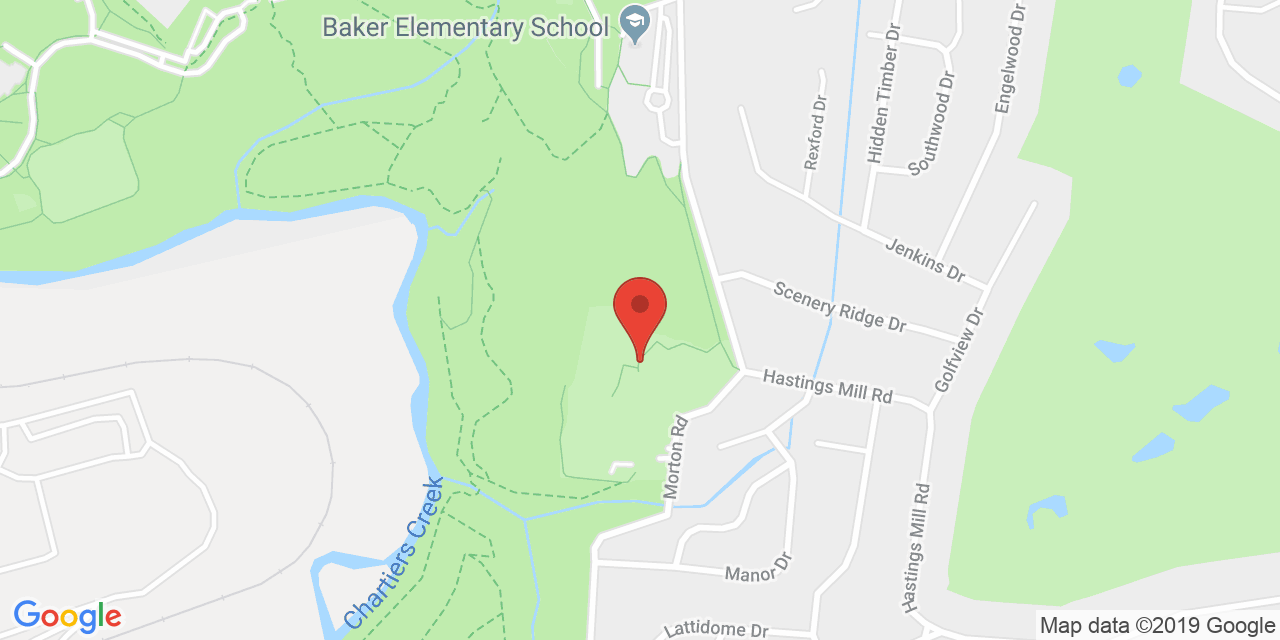 Baker Elementary School
Engelwood Dr
Hidden Timber Dr
Southwood Dr
Rexford Dr
Jenkins Dr
Scenery Ridge Dr
Golfview Dr
Hastings Mill Rd
Morton Rd
Hastings Mill Rd
Chartiers Creek
Manor Dr
Lattidome Dr
Google
Map data ©2019 Google